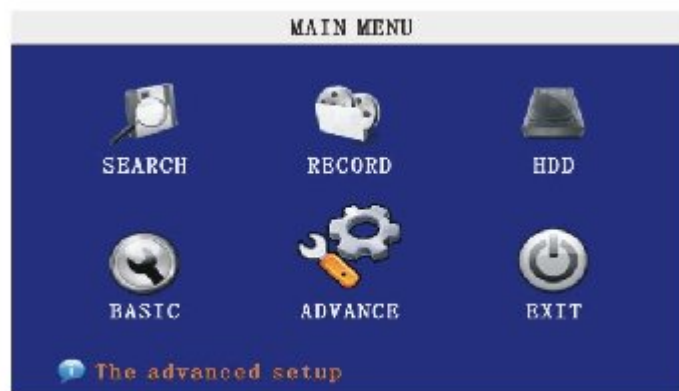 MAIN MENU
SEARCH RECORD HDD
BASIC ADVANCE EXIT
The advanced setup